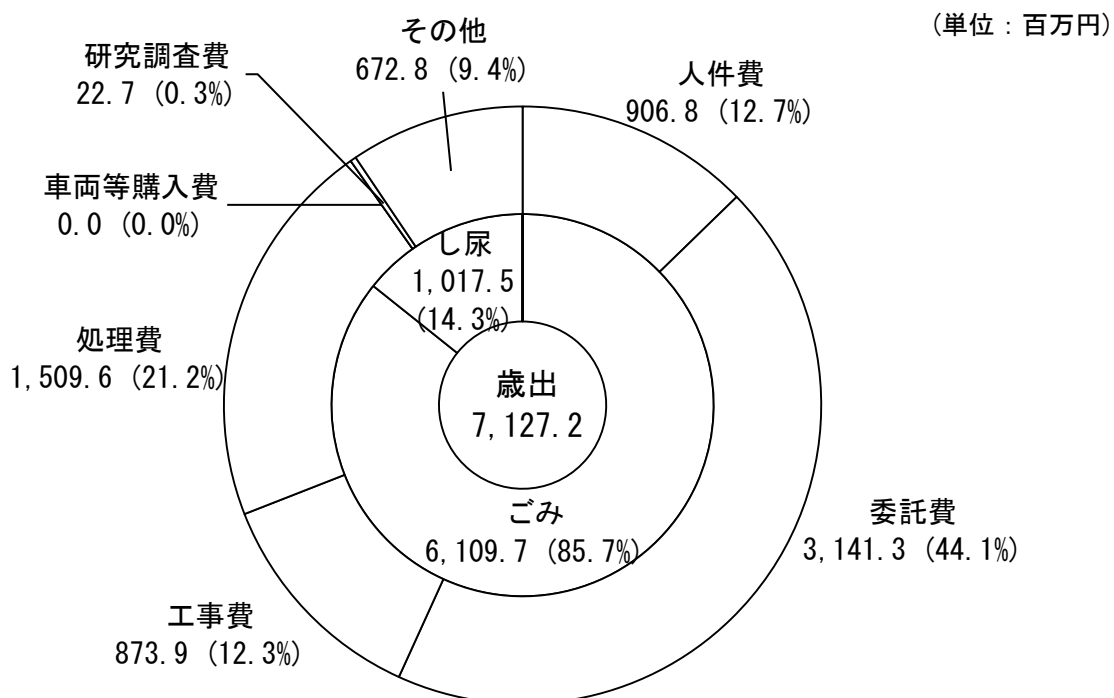 (単位：百万円)
その他
672.8 (9.4%)
研究調査費
22.7 (0.3%)
人件費
906.8 (12.7%)
車両等購入費
0.0 (0.0%)
し尿
1,017.5
(14.3%)
処理費
1,509.6 (21.2%)
歳出
7,127.2
ごみ
6,109.7 (85.7%)
委託費
3,141.3 (44.1%)
工事費
873.9 (12.3%)